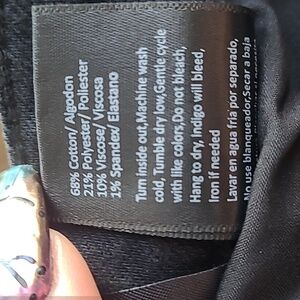 68% Cotton/ Algodon
21% Polyester/ Poliester
10% Viscose/ Viscosa
1% Spandex/ Elastano
Turn inside out,Machine wash
cold, Tumble dry low,Gentle cycle
with like colors,Do not bleach,
Hang to dry, Indigo will bleed,
Iron if needed
Lavar en agua fria por separado,
No use blanqueador,Secar a baja